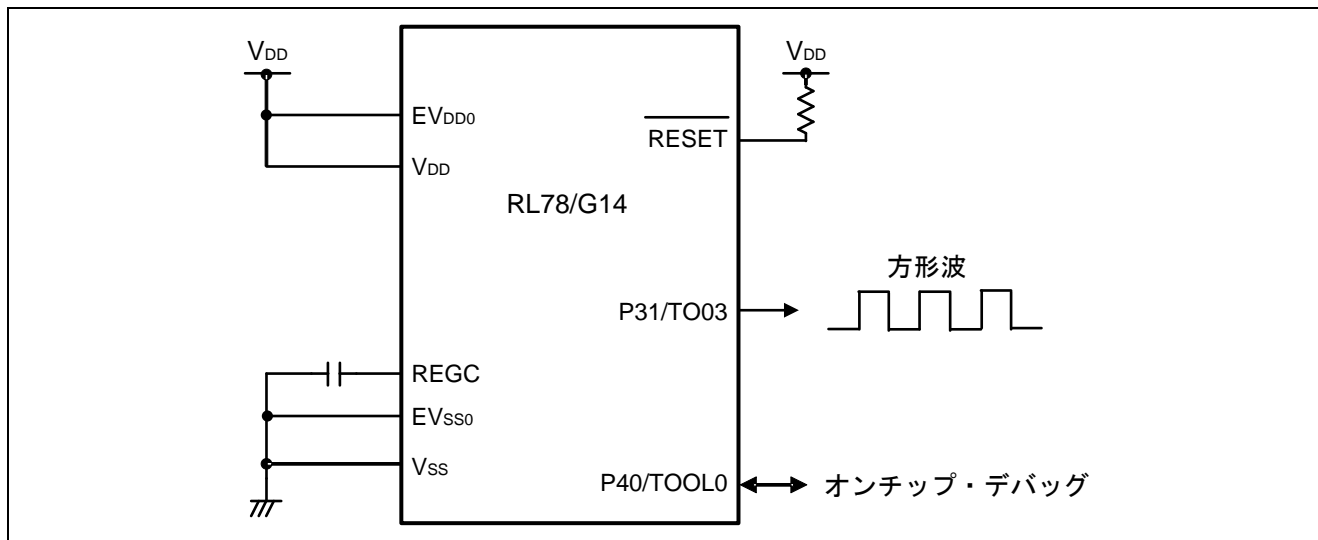 VDD
EVDD0
VDD
RL78/G14
REGC
EVSS0
VSS
VDD
RESET
P31/TO03
方形波
P40/TOOL0
オンチップ・デバッグ